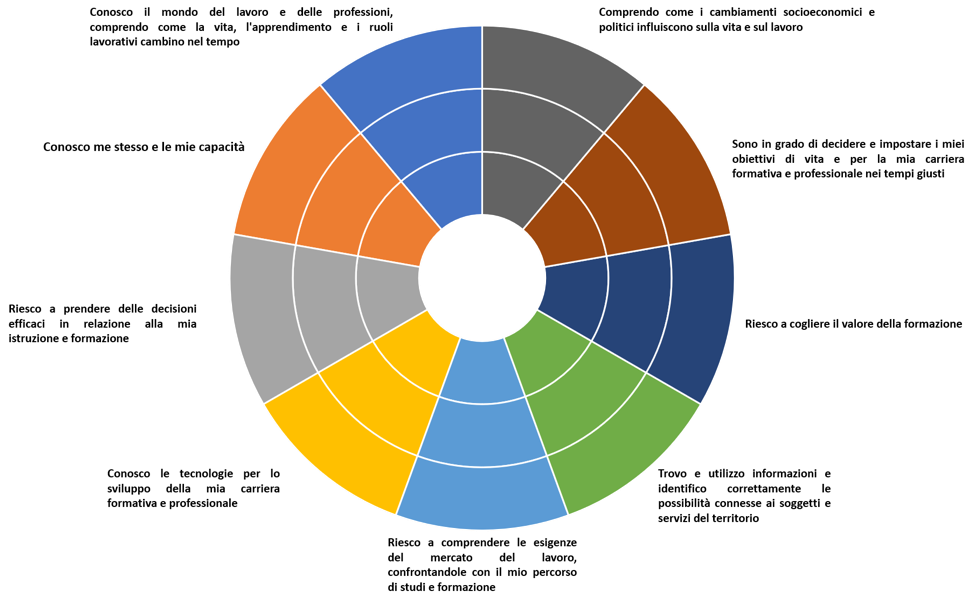 Conosco il mondo del lavoro e delle professioni,
comprendo come la vita, l'apprendimento e i ruoli
lavorativi cambino nel tempo
Comprendo come i cambiamenti socioeconomici e
politici influiscono sulla vita e sul lavoro
Conosco me stesso e le mie capacità
Sono in grado di decidere e impostare i miei
obiettivi di vita e per la mia carriera
formativa e professionale nei tempi giusti
Riesco a prendere delle decisioni
efficaci in relazione alla mia
istruzione e formazione
Riesco a cogliere il valore della formazione
Conosco le tecnologie per lo
sviluppo della mia carriera
formativa e professionale
Trovo e utilizzo informazioni e
identifico correttamente le
possibilità connesse ai soggetti e
servizi del territorio
Riesco a comprendere le esigenze
del mercato del lavoro,
confrontandole con il mio percorso
di studi e formazione